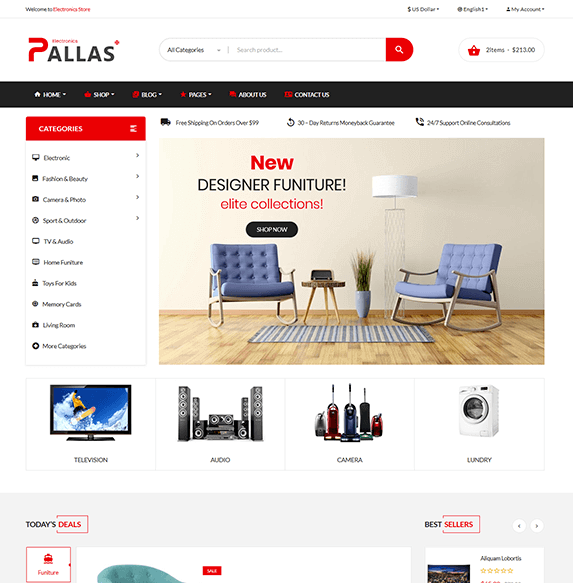 Welcome to Electronics Store
$ US Dollar
English1
My Account
Electronics
PALLAS
All Categories
Search product...
2Items - $213.00
HOME
SHOP
BLOG
PAGES
ABOUT US
CONTACT US
CATEGORIES
Free Shipping On Orders Over $99
30 – Day Returns Moneyback Guarantee
24/7 Support Online Consultations
Electronic
Fashion & Beauty
Camera & Photo
Sport & Outdoor
TV & Audio
Home Funiture
Toys For Kids
Memory Cards
Living Room
More Categories
New
DESIGNER FUNITURE!
elite collections!
SHOP NOW
TELEVISION
AUDIO
CAMERA
LUNDRY
TODAY'S DEALS
BEST SELLERS
Funiture
SALE
Aliquam Lobortis